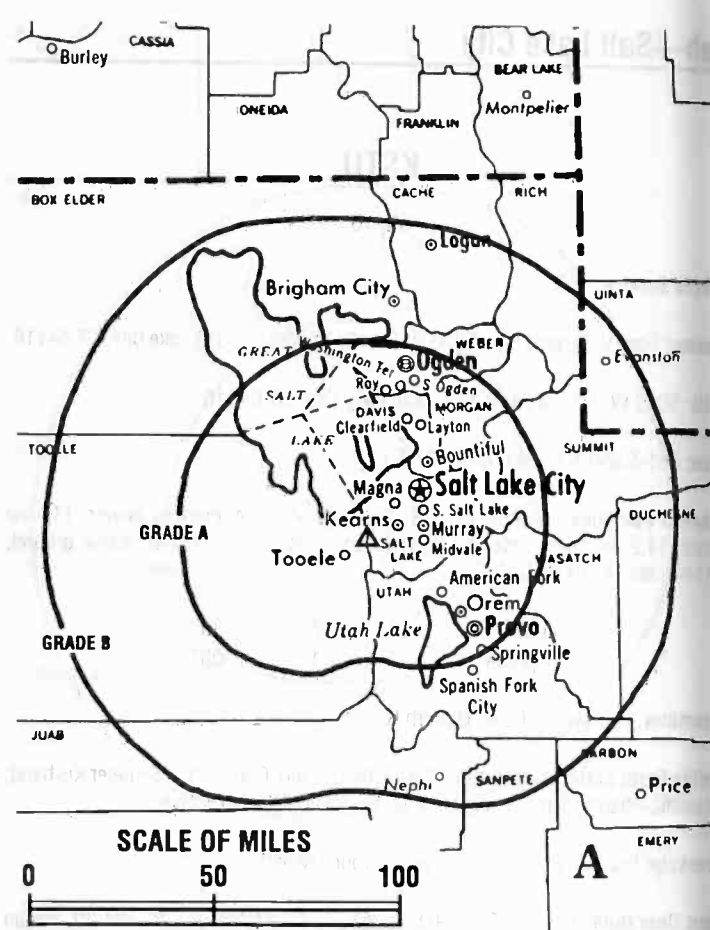 Burley
CASSIA
BEAR LAKE
ONEIDA
Montpelier
FRANKLIN
BOX ELDER
CACHE
RICH
Logan
Brigham City
UINTA
WEBER
GREAT
Washington Ter
Ogden
Evanston
Roy
S Ogden
SALT
DAVIS
MORGAN
Clearfield
Layton
LAKE
TOOLLE
SUMMIT
Bountiful
Magna
Salt Lake City
S. Salt Lake
DUCHESNE
GRADE A
Kearns
Murray
SALT
LAKE
Midvale
Tooele
ASATCH
American Fork
UTAH
Orem
Utah Lake
Provo
GRADE B
Springville
Spanish Fork
City
JUAB
CARBON
Nephi
SANPETE
Price
SCALE OF MILES
EMERY
A
0 50 100